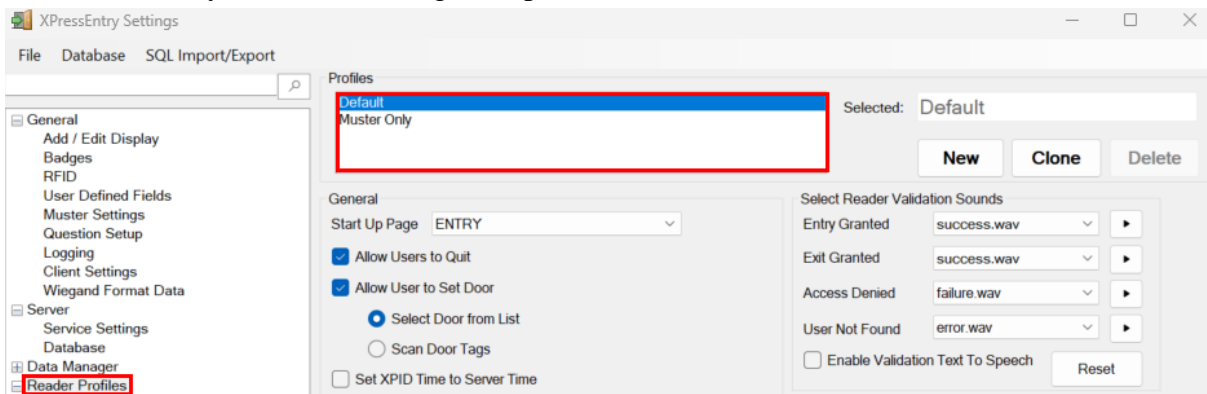 XPressEntry Settings
File Database SQL Import/Export
General
Add / Edit Display
Badges
RFID
User Defined Fields
Muster Settings
Question Setup
Logging
Client Settings
Wiegand Format Data
Server
Service Settings
Database
Data Manager
Reader Profiles
Profiles
Default
Muster Only
Selected: Default
New Clone Delete
General
Start Up Page ENTRY
Allow Users to Quit
Allow User to Set Door
Select Door from List
Scan Door Tags
Set XPID Time to Server Time
Select Reader Validation Sounds
Entry Granted success.wav
Exit Granted success.wav
Access Denied failure.wav
User Not Found error.wav
Enable Validation Text To Speech Reset